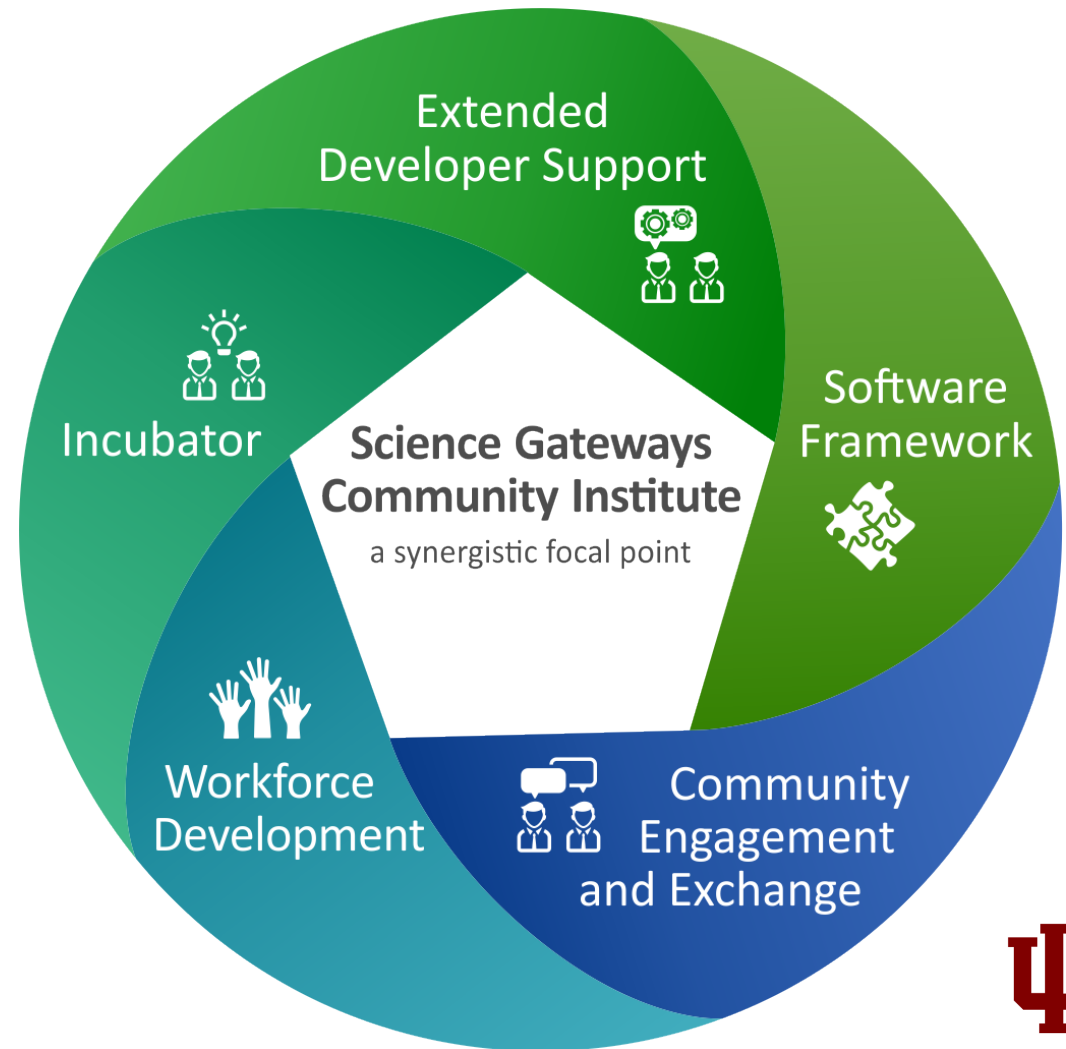 Extended
Developer Support
Software
Framework
Incubator
Science Gateways
Community Institute
a synergistic focal point
Workforce
Development
Community
Engagement
and Exchange